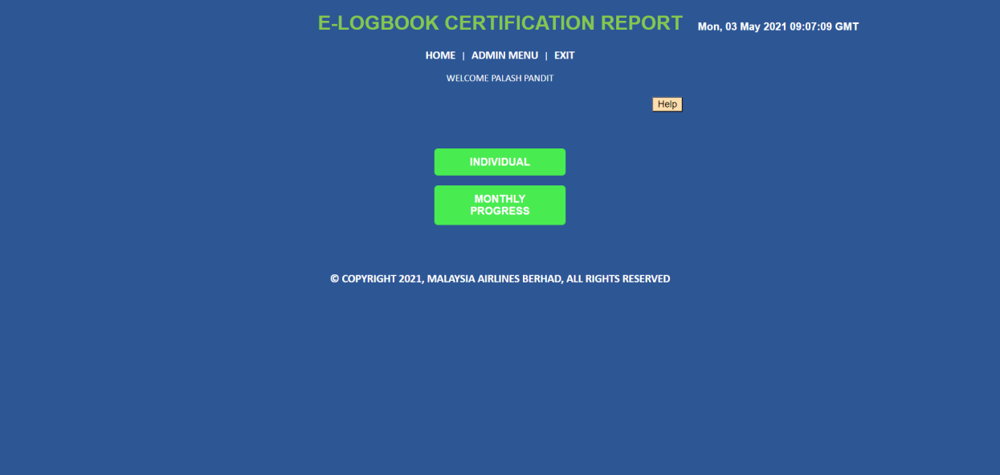 E-LOGBOOK CERTIFICATION REPORT
Mon, 03 May 2021 09:07:09 GMT
HOME | ADMIN MENU | EXIT
WELCOME PALASH PANDIT
Help
INDIVIDUAL
MONTHLY
PROGRESS
© COPYRIGHT 2021, MALAYSIA AIRLINES BERHAD, ALL RIGHTS RESERVED